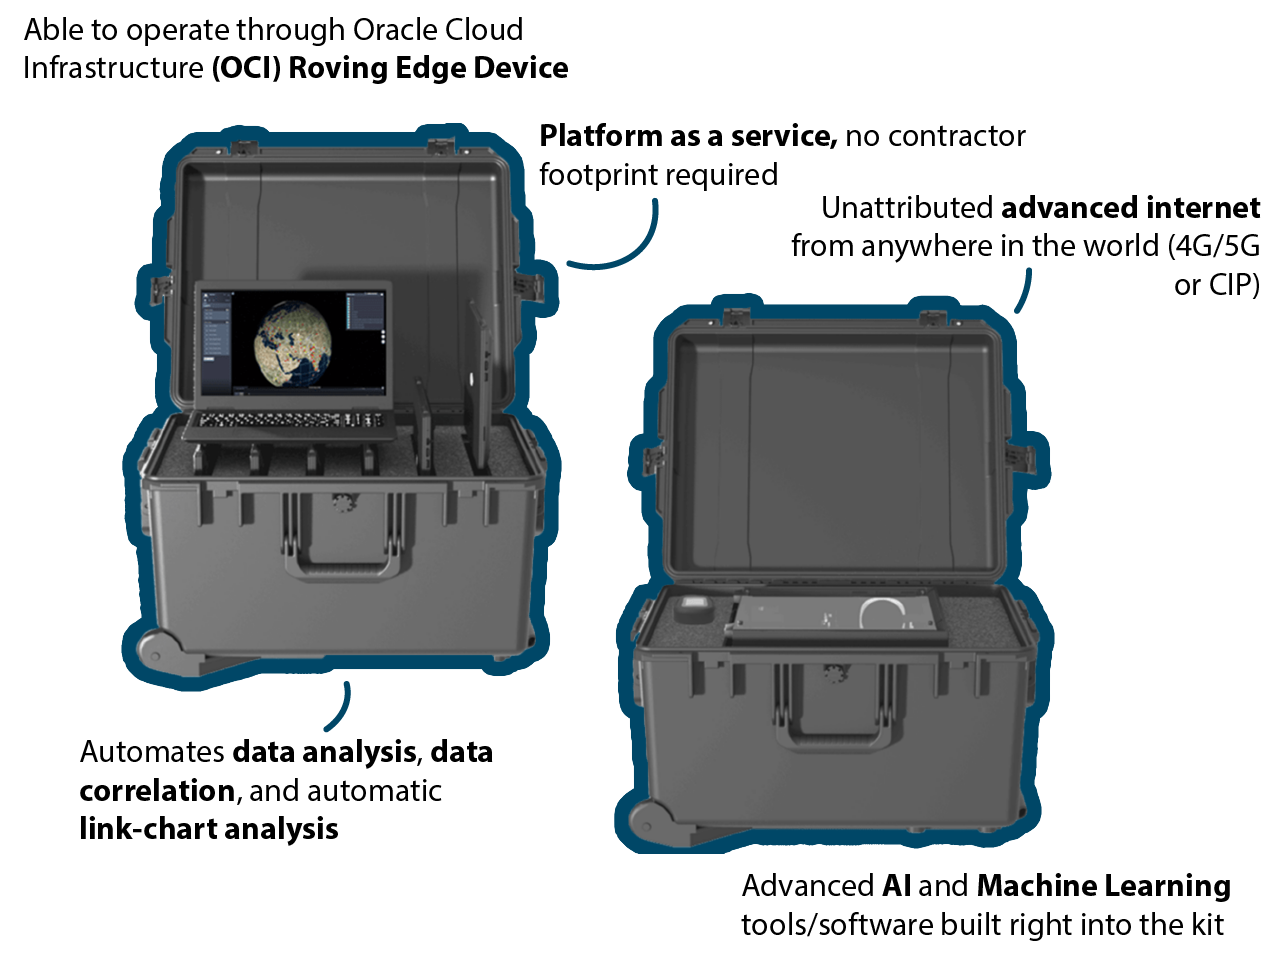 Able to operate through Oracle Cloud
Infrastructure (OCI) Roving Edge Device
Platform as a service, no contractor
footprint required
Unattributed advanced internet
from anywhere in the world (4G/5G
or CIP)
Automates data analysis, data
correlation, and automatic
link-chart analysis
Advanced AI and Machine Learning
tools/software built right into the kit